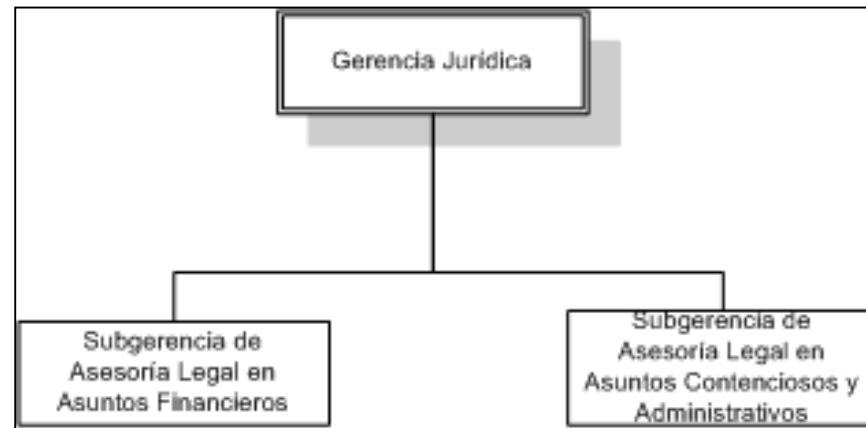 Gerencia Jurídica
Subgerencia de
Asesoría Legal en
Asuntos Financieros
Subgerencia de
Asesoría Legal en
Asuntos Contenciosos y
Administrativos